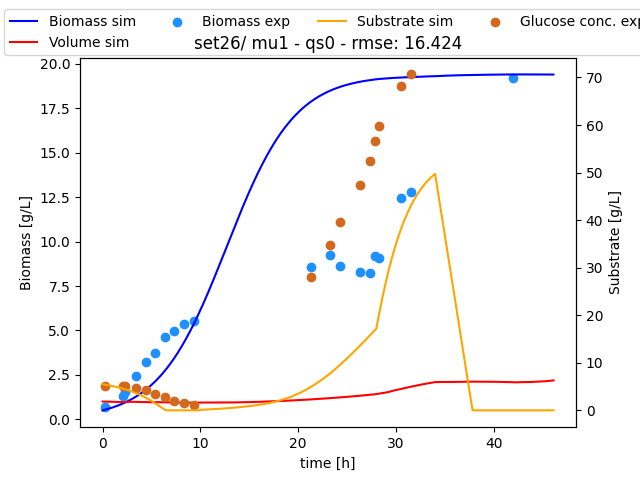 Biomass sim
Biomass exp
Substrate sim
Glucose conc. exp
Volume sim
set26/ mu1 - qs0 - rmse: 16.424
20.0
17.5
15.0
12.5
10.0
7.5
5.0
2.5
0.0
Biomass [g/L]
0
10
20
30
40
time [h]
70
60
50
40
30
20
10
0
Substrate [g/L]